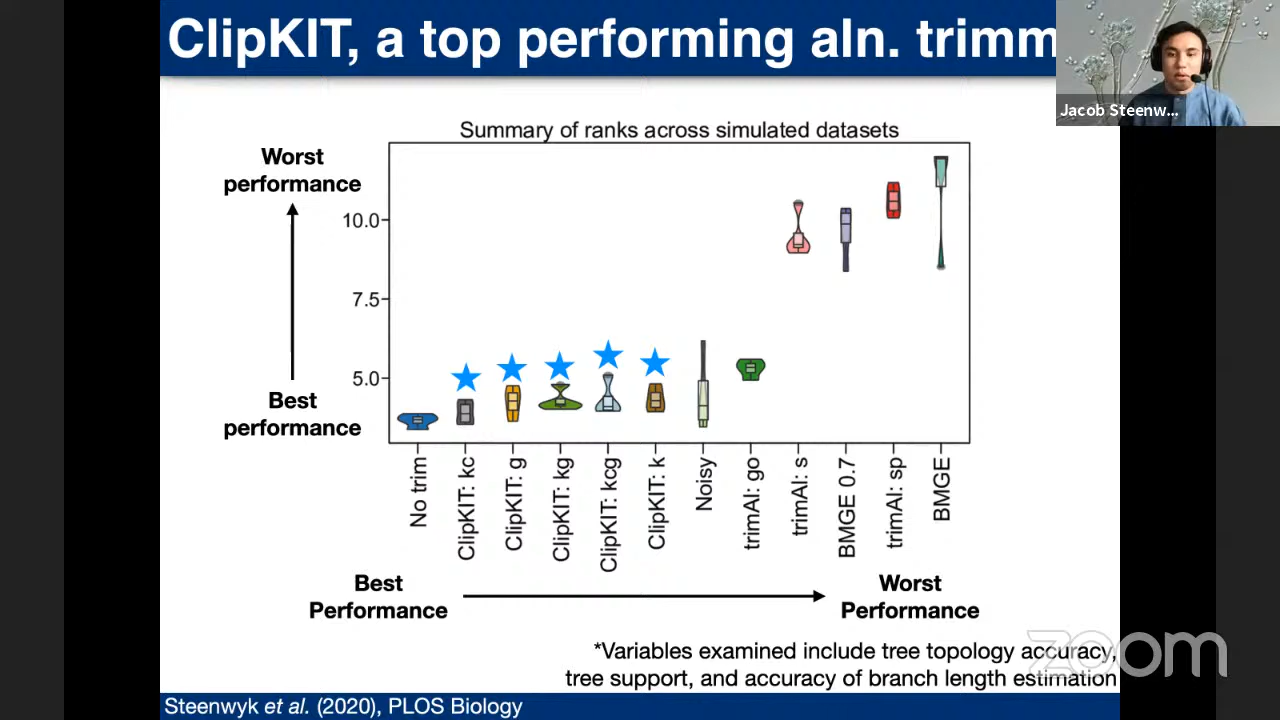 ClipKIT, a top performing aln. trimm
Jacob Steenw...
Summary of ranks across simulated datasets
Worst
performance
10.0
7.5
5.0
Best
performance
No trim
ClipKIT: kc
ClipKIT: g
ClipKIT: kg
ClipKIT: kcg
ClipKIT: k
Noisy
trimAl: go
trimAl: s
BMGE 0.7
trimAl: sp
BMGE
Best
Performance
Worst
Performance
*Variables examined include tree topology accuracy,
tree support, and accuracy of branch length estimation
zoom
Steenwyk et al. (2020), PLOS Biology